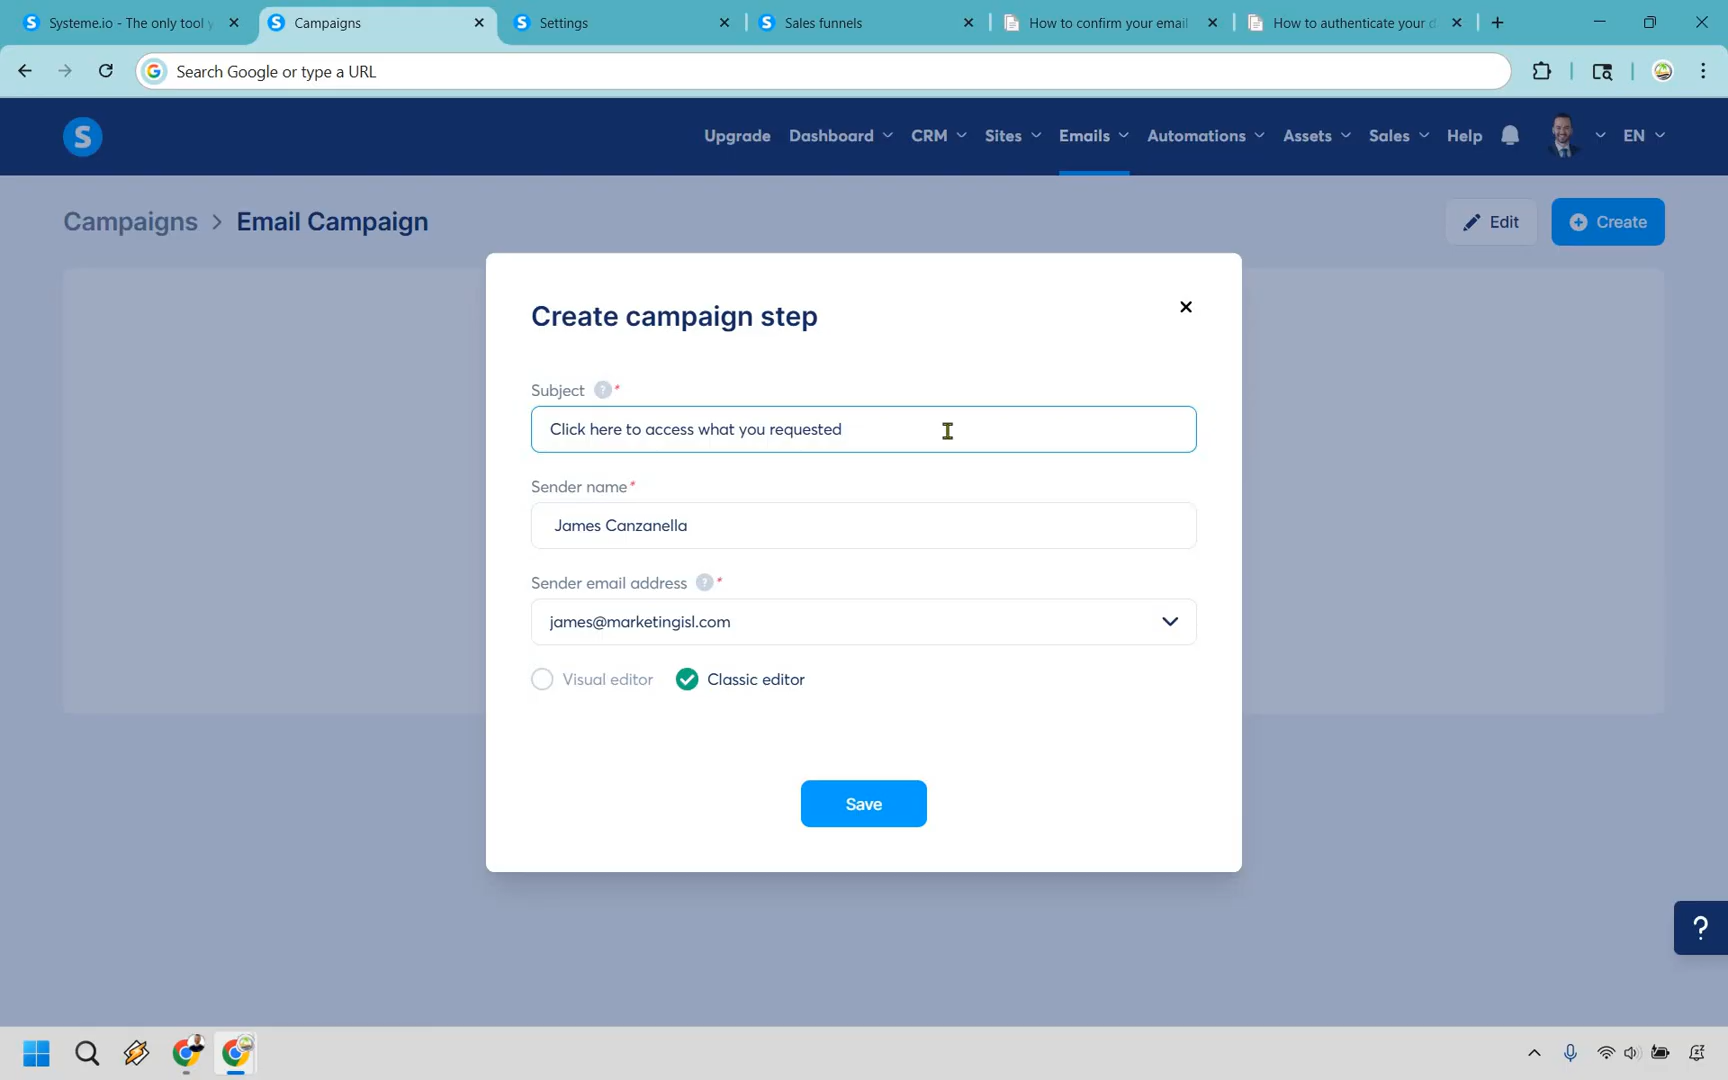 Systeme.io - The only tool y
Campaigns
Settings
Sales funnels
How to confirm your email
How to authenticate your d
Search Google or type a URL
S
Upgrade
Dashboard
CRM
Sites
Emails
Automations
Assets
Sales
Help
EN
Campaigns > Email Campaign
Edit
Create
Create campaign step
Subject ? *
Click here to access what you requested
Sender name*
James Canzanella
Sender email address ? *
james@marketingisl.com
Visual editor
Classic editor
Save
?